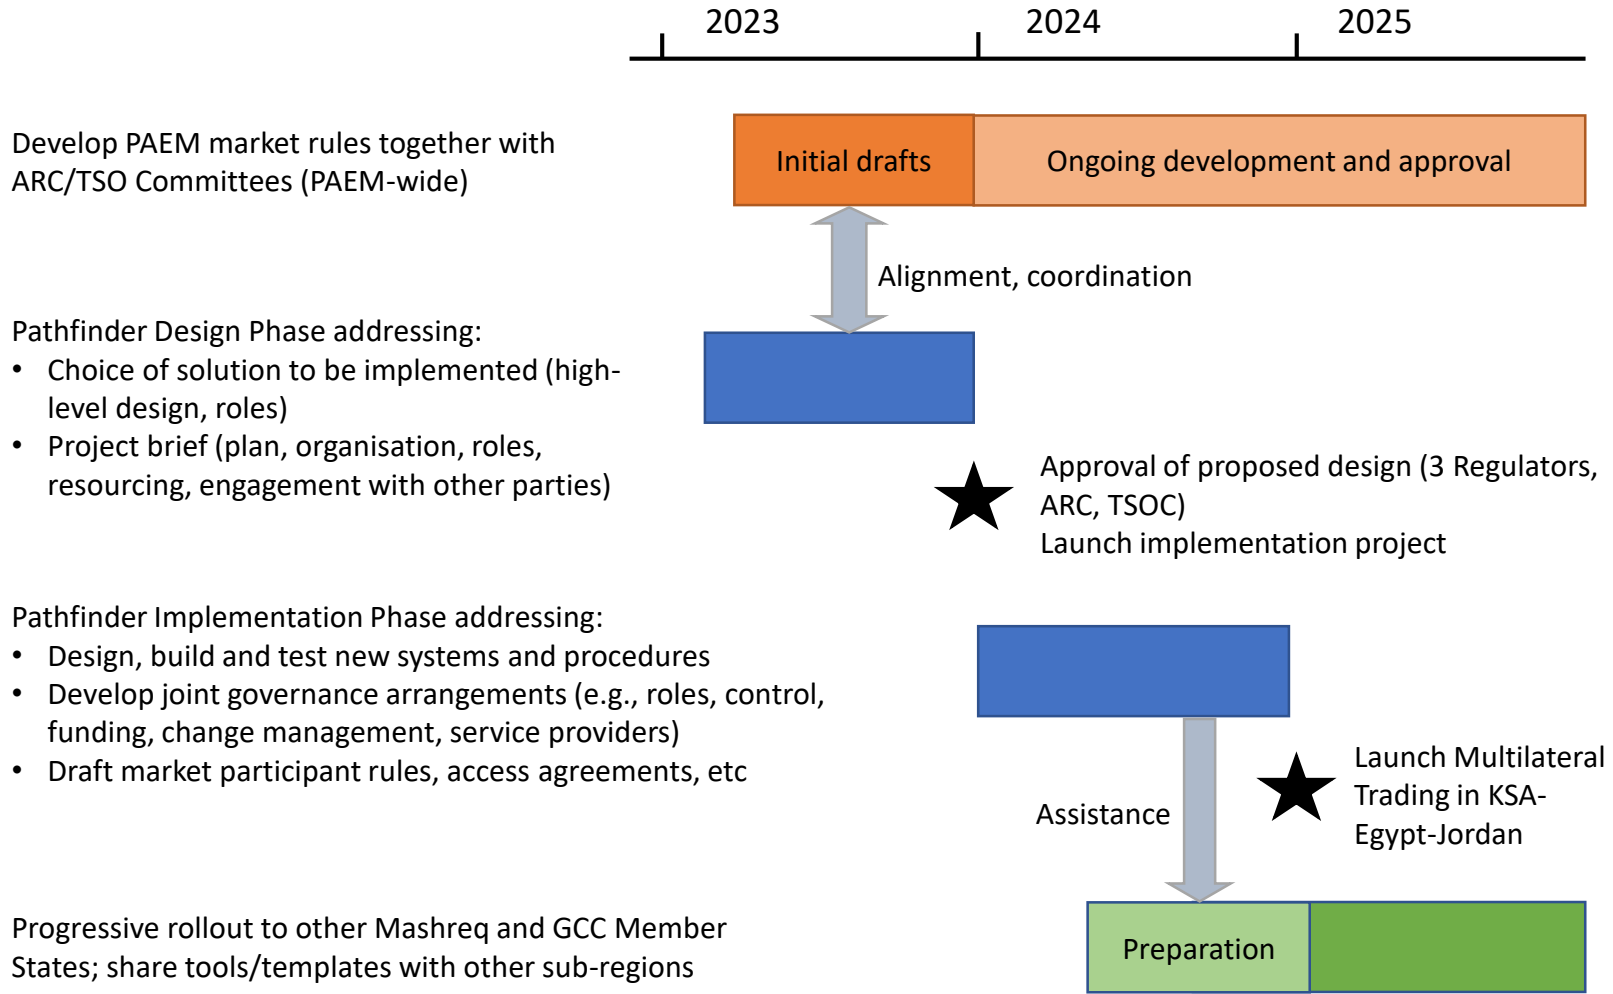 2023 2024 2025
Develop PAEM market rules together with
ARC/TSO Committees (PAEM-wide)
Initial drafts
Ongoing development and approval
Alignment, coordination
Pathfinder Design Phase addressing:
• Choice of solution to be implemented (high-
level design, roles)
• Project brief (plan, organisation, roles,
resourcing, engagement with other parties)
Approval of proposed design (3 Regulators,
ARC, TSOC)
Launch implementation project
Pathfinder Implementation Phase addressing:
• Design, build and test new systems and procedures
• Develop joint governance arrangements (e.g., roles, control,
funding, change management, service providers)
• Draft market participant rules, access agreements, etc
Assistance
Launch Multilateral
Trading in KSA-
Egypt-Jordan
Progressive rollout to other Mashreq and GCC Member
States; share tools/templates with other sub-regions
Preparation